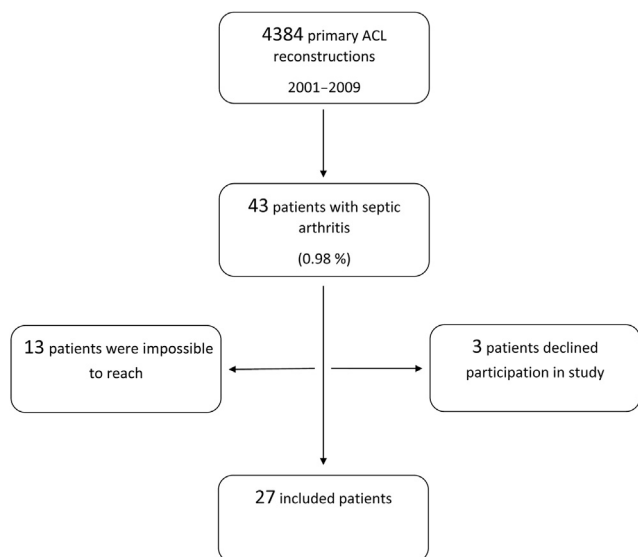 4384 primary ACL
reconstructions
2001–2009
43 patients with septic
arthritis
(0.98 %)
13 patients were impossible
to reach
3 patients declined
participation in study
27 included patients